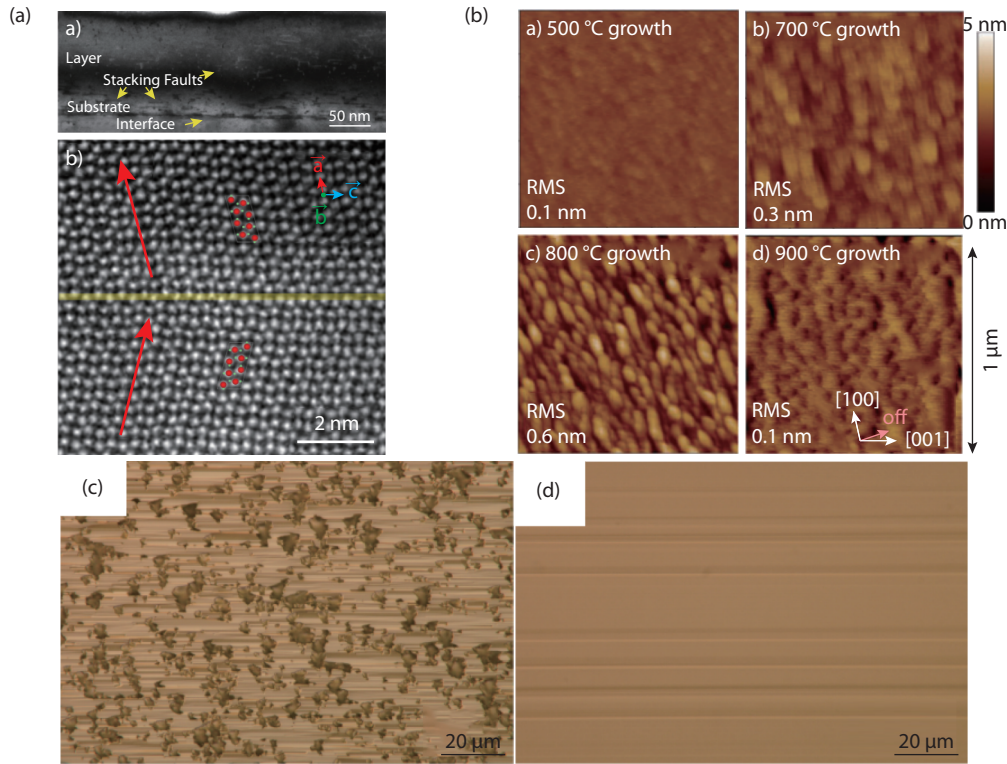 (a)
a)
Layer
Stacking Faults
Substrate
Interface
50 nm
b)
a
c
b
2 nm
(b)
a) 500 °C growth
RMS
0.1 nm
b) 700 °C growth
RMS
0.3 nm
5 nm
0 nm
c) 800 °C growth
RMS
0.6 nm
d) 900 °C growth
RMS
0.1 nm
[100]
off
[001]
1 µm
(c)
20 µm
(d)
20 µm